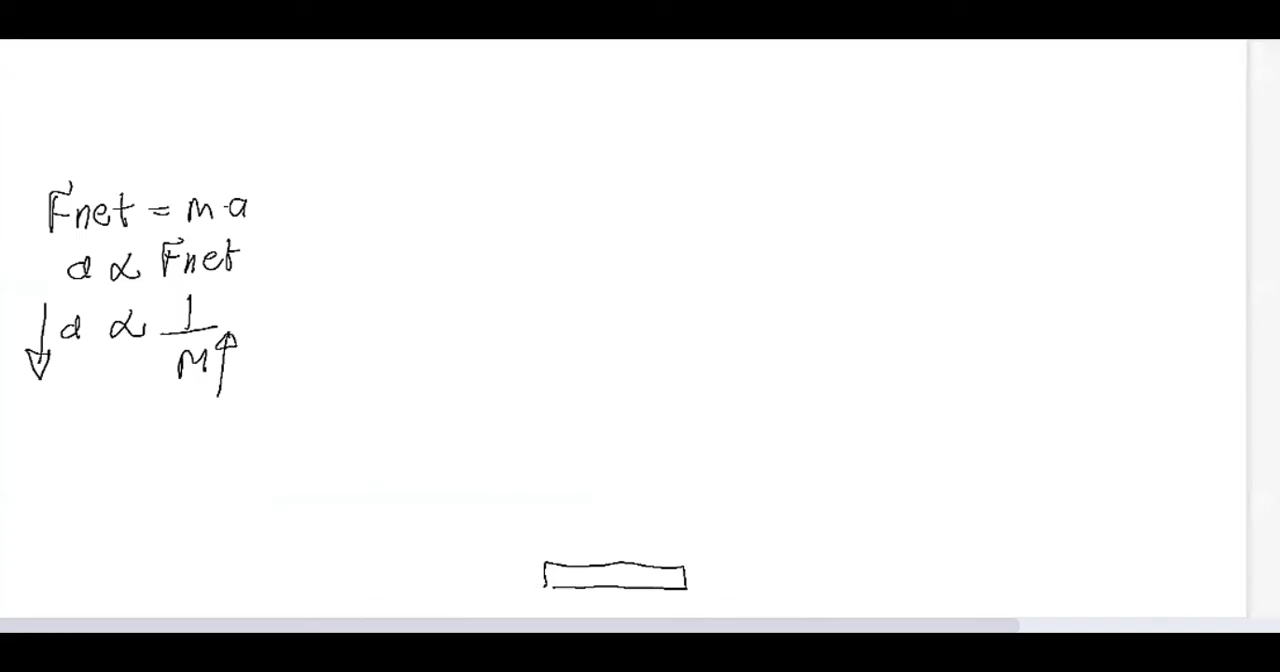 Fnet = m.a
a ∝ Fnet
↓ a ∝ 1/M ↑